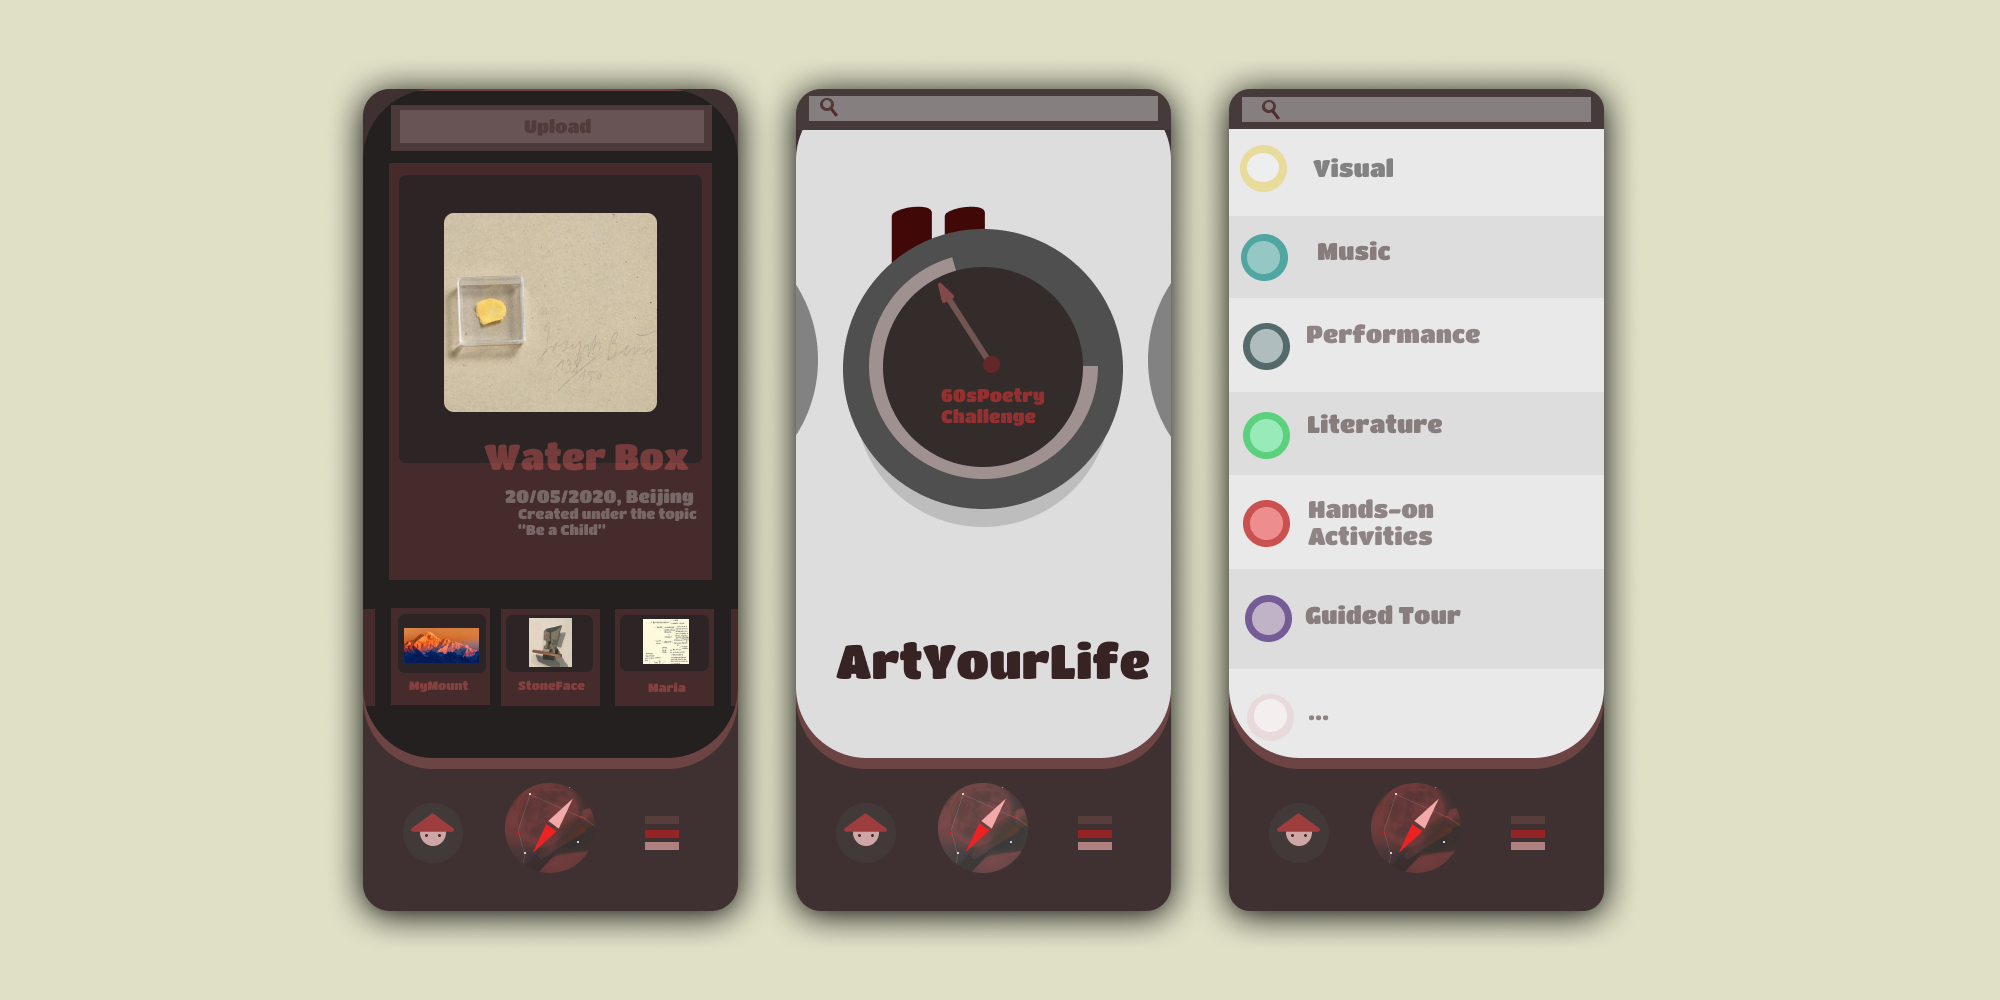 Upload
Water Box
20/05/2020, Beijing
Created under the topic
"Be a Child"
MyMount
StoneFace
Maria
60sPoetry
Challenge
ArtYourLife
Visual
Music
Performance
Literature
Hands-on
Activities
Guided Tour
...